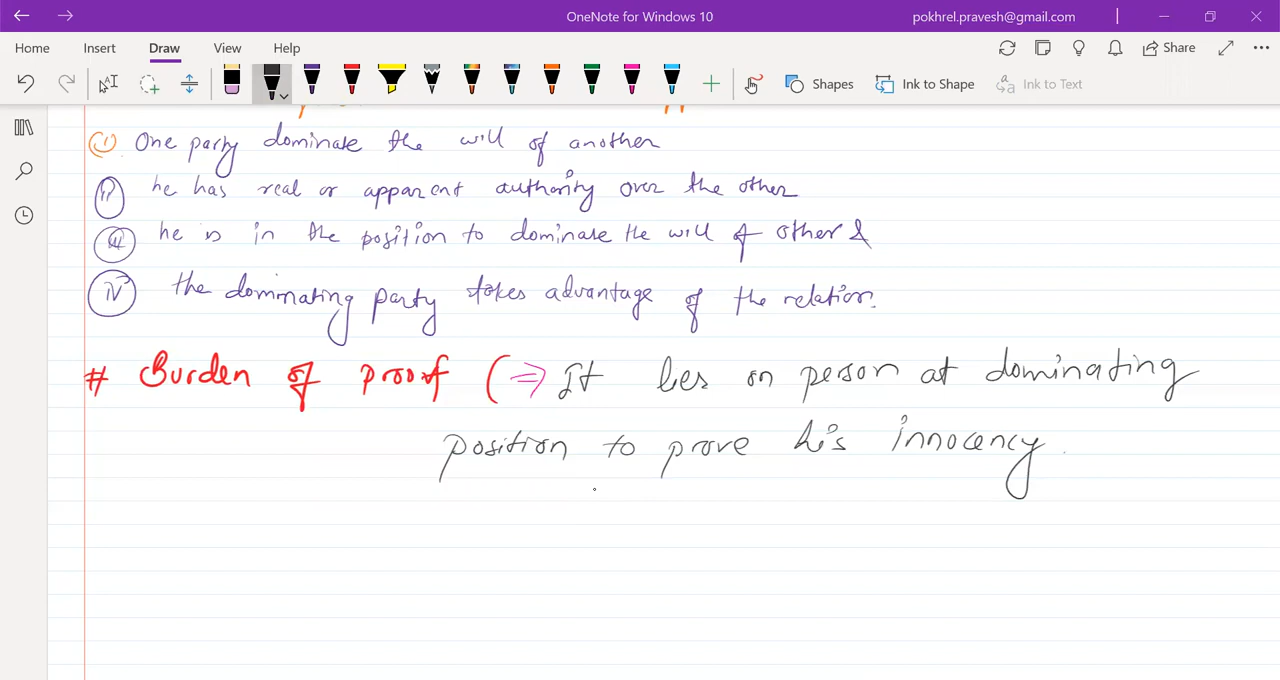 OneNote for Windows 10
pokhrel.pravesh@gmail.com
Home Insert Draw View Help
Share
Shapes Ink to Shape Ink to Text
(i) One party dominate the will of another
(ii) he has real or apparent authority over the other
(iii) he is in the position to dominate the will of other &
(iv) the dominating party takes advantage of the relation.
# Burden of proof (⇒ It lies on person at dominating
position to prove his innocency.